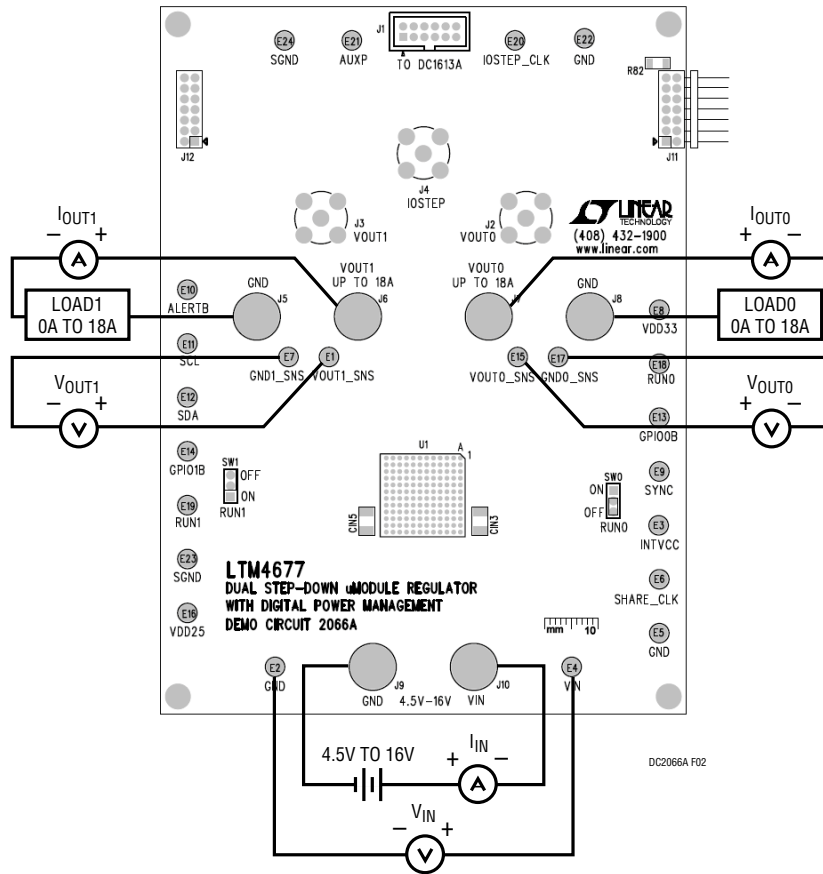 E24
SGND
E21
AUXP
J1
TO DC1613A
E20
IOSTEP_CLK
E22
GND
R82
J12
J11
J4
IOSTEP
J3
VOUT1
J2
VOUT0
LINEAR
TECHNOLOGY
(408) 432-1900
www.linear.com
IOUT1
− +
A
LOAD1
0A TO 18A
VOUT1
− +
V
IOUT0
− +
A
LOAD0
0A TO 18A
VOUT0
+ −
V
E10
ALERTB
GND
J5
VOUT1
UP TO 18A
J6
VOUT0
UP TO 18A
J7
GND
J8
E8
VDD33
E11
SCL
E7
GND1_SNS
E1
VOUT1_SNS
E15
VOUT0_SNS
E17
GND0_SNS
E18
RUN0
E12
SDA
E13
GPIO0B
E14
GPIO1B
SW1
OFF
ON
RUN1
U1
A
1
CIN5
CIN3
SW0
ON
OFF
RUN0
E9
SYNC
E19
RUN1
E3
INTVCC
E23
SGND
E6
SHARE_CLK
E16
VDD25
E5
GND
LTM4677
DUAL STEP-DOWN uMODULE REGULATOR
WITH DIGITAL POWER MANAGEMENT
DEMO CIRCUIT 2066A
mm 10
E2
GND
J9
GND
4.5V-16V
J10
VIN
E4
VIN
4.5V TO 16V
IIN
+ −
A
VIN
− +
V
DC2066A F02